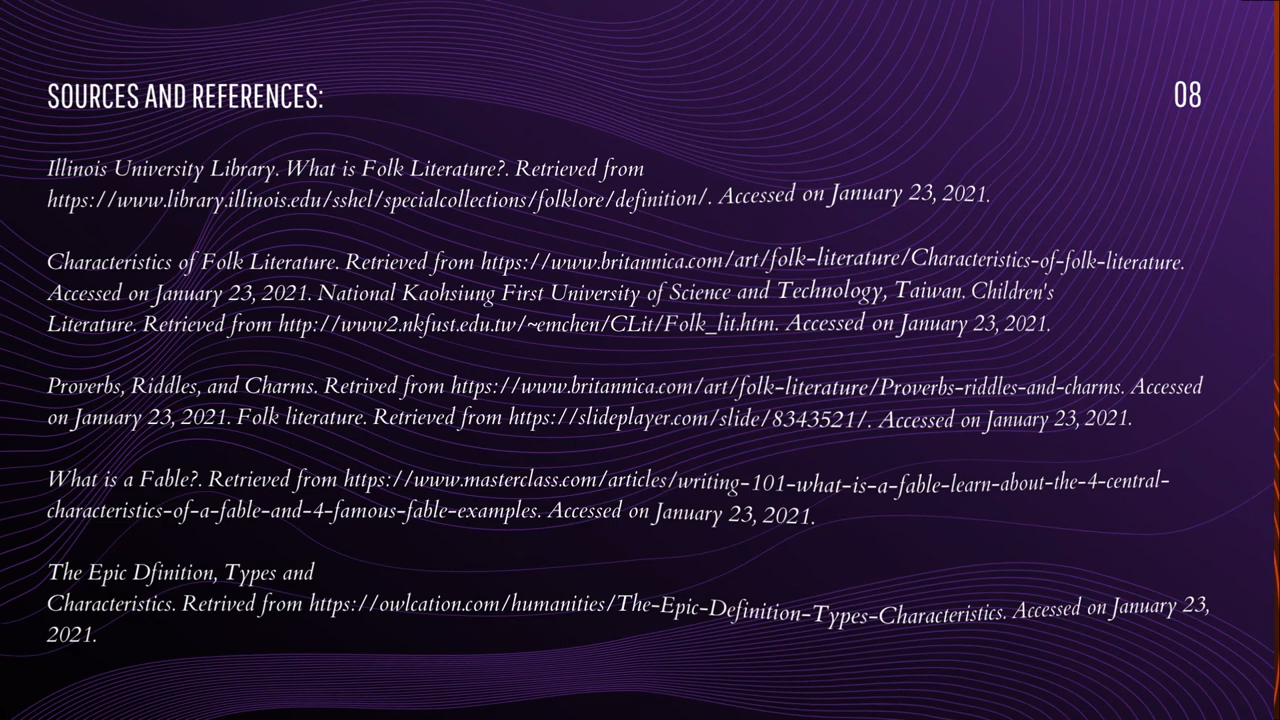 SOURCES AND REFERENCES:
08
Illinois University Library. What is Folk Literature?. Retrieved from
https://www.library.illinois.edu/sshel/specialcollections/folklore/definition/. Accessed on January 23, 2021.
Characteristics of Folk Literature. Retrieved from https://www.britannica.com/art/folk-literature/Characteristics-of-folk-literature.
Accessed on January 23, 2021. National Kaohsiung First University of Science and Technology, Taiwan. Children's
Literature. Retrieved from http://www2.nkfust.edu.tw/~emchen/CLit/Folk_lit.htm. Accessed on January 23, 2021.
Proverbs, Riddles, and Charms. Retrived from https://www.britannica.com/art/folk-literature/Proverbs-riddles-and-charms. Accessed
on January 23, 2021. Folk literature. Retrieved from https://slideplayer.com/slide/8343521/. Accessed on January 23, 2021.
What is a Fable?. Retrieved from https://www.masterclass.com/articles/writing-101-what-is-a-fable-learn-about-the-4-central-
characteristics-of-a-fable-and-4-famous-fable-examples. Accessed on January 23, 2021.
The Epic Dfinition, Types and
Characteristics. Retrived from https://owlcation.com/humanities/The-Epic-Definition-Types-Characteristics. Accessed on January 23,
2021.